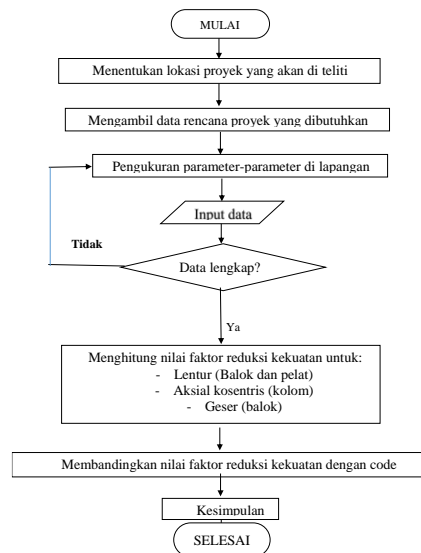 MULAI
Menentukan lokasi proyek yang akan di teliti
Mengambil data rencana proyek yang dibutuhkan
Pengukuran parameter-parameter di lapangan
Input data
Tidak
Data lengkap?
Ya
Menghitung nilai faktor reduksi kekuatan untuk:
- Lentur (Balok dan pelat)
- Aksial kosentris (kolom)
- Geser (balok)
Membandingkan nilai faktor reduksi kekuatan dengan code
Kesimpulan
SELESAI